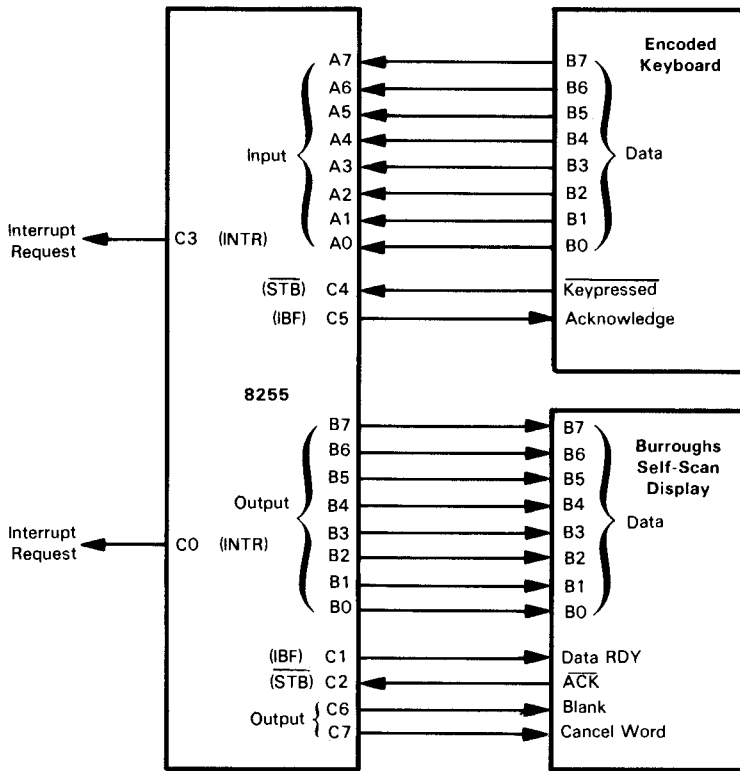 A7
A6
A5
A4
A3
A2
A1
A0
Input
Interrupt
Request
C3 (INTR)
(STB) C4
(IBF) C5
8255
B7
B6
B5
B4
B3
B2
B1
B0
Output
Interrupt
Request
C0 (INTR)
(IBF) C1
(STB) C2
Output
C6
C7
Encoded
Keyboard
B7
B6
B5
B4
B3
B2
B1
B0
Data
Keypressed
Acknowledge
Burroughs
Self-Scan
Display
B7
B6
B5
B4
B3
B2
B1
B0
Data
Data RDY
ACK
Blank
Cancel Word